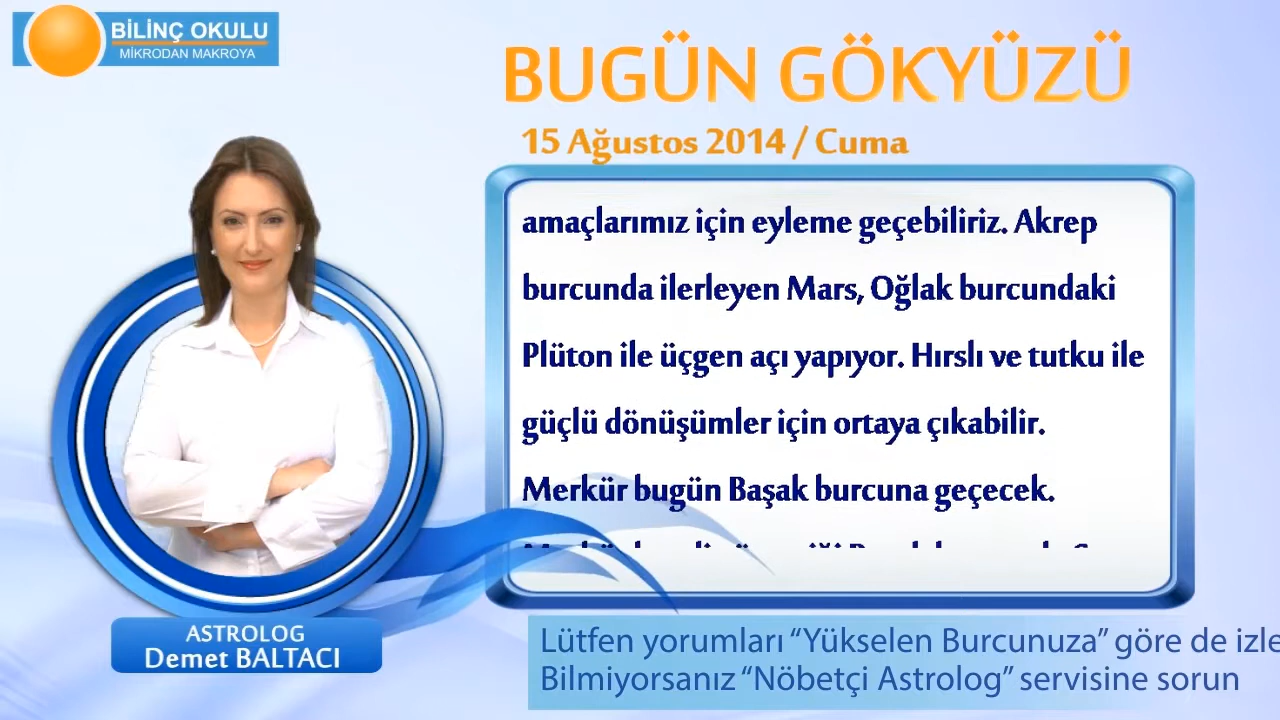 BİLİNÇ OKULU
MİKRODAN MAKROYA
BUGÜN GÖKYÜZÜ
15 Ağustos 2014 / Cuma
amaçlarımız için eyleme geçebiliriz. Akrep
burcunda ilerleyen Mars, Oğlak burcundaki
Plüton ile üçgen açı yapıyor. Hırslı ve tutku ile
güçlü dönüşümler için ortaya çıkabilir.
Merkür bugün Başak burcuna geçecek.
ASTROLOG
Demet BALTACI
Lütfen yorumları “Yükselen Burcunuza” göre de izle
Bilmiyorsanız “Nöbetçi Astrolog” servisine sorun